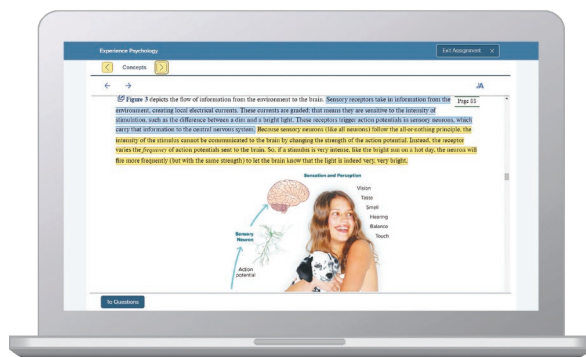 Experience Psychology
Exit Assignment X
< Concepts >
← →
Figure 3 depicts the flow of information from the environment to the brain. Sensory receptors take in information from the
Page 85
environment, creating local electrical currents. These currents are graded; that means they are sensitive to the intensity of
stimulation, such as the difference between a dim and a bright light. These receptors trigger action potentials in sensory neurons, which
carry that information to the central nervous system. Because sensory neurons (like all neurons) follow the all-or-nothing principle, the
intensity of the stimulus cannot be communicated to the brain by changing the strength of the action potential. Instead, the receptor
varies the frequency of action potentials sent to the brain. So, if a stimulus is very intense, like the bright sun on a hot day, the neuron will
fire more frequently (but with the same strength) to let the brain know that the light is indeed very, very bright.
Sensation and Perception
Vision
Taste
Smell
Hearing
Balance
Touch
Sensory
Neuron
Action
potential
To Questions